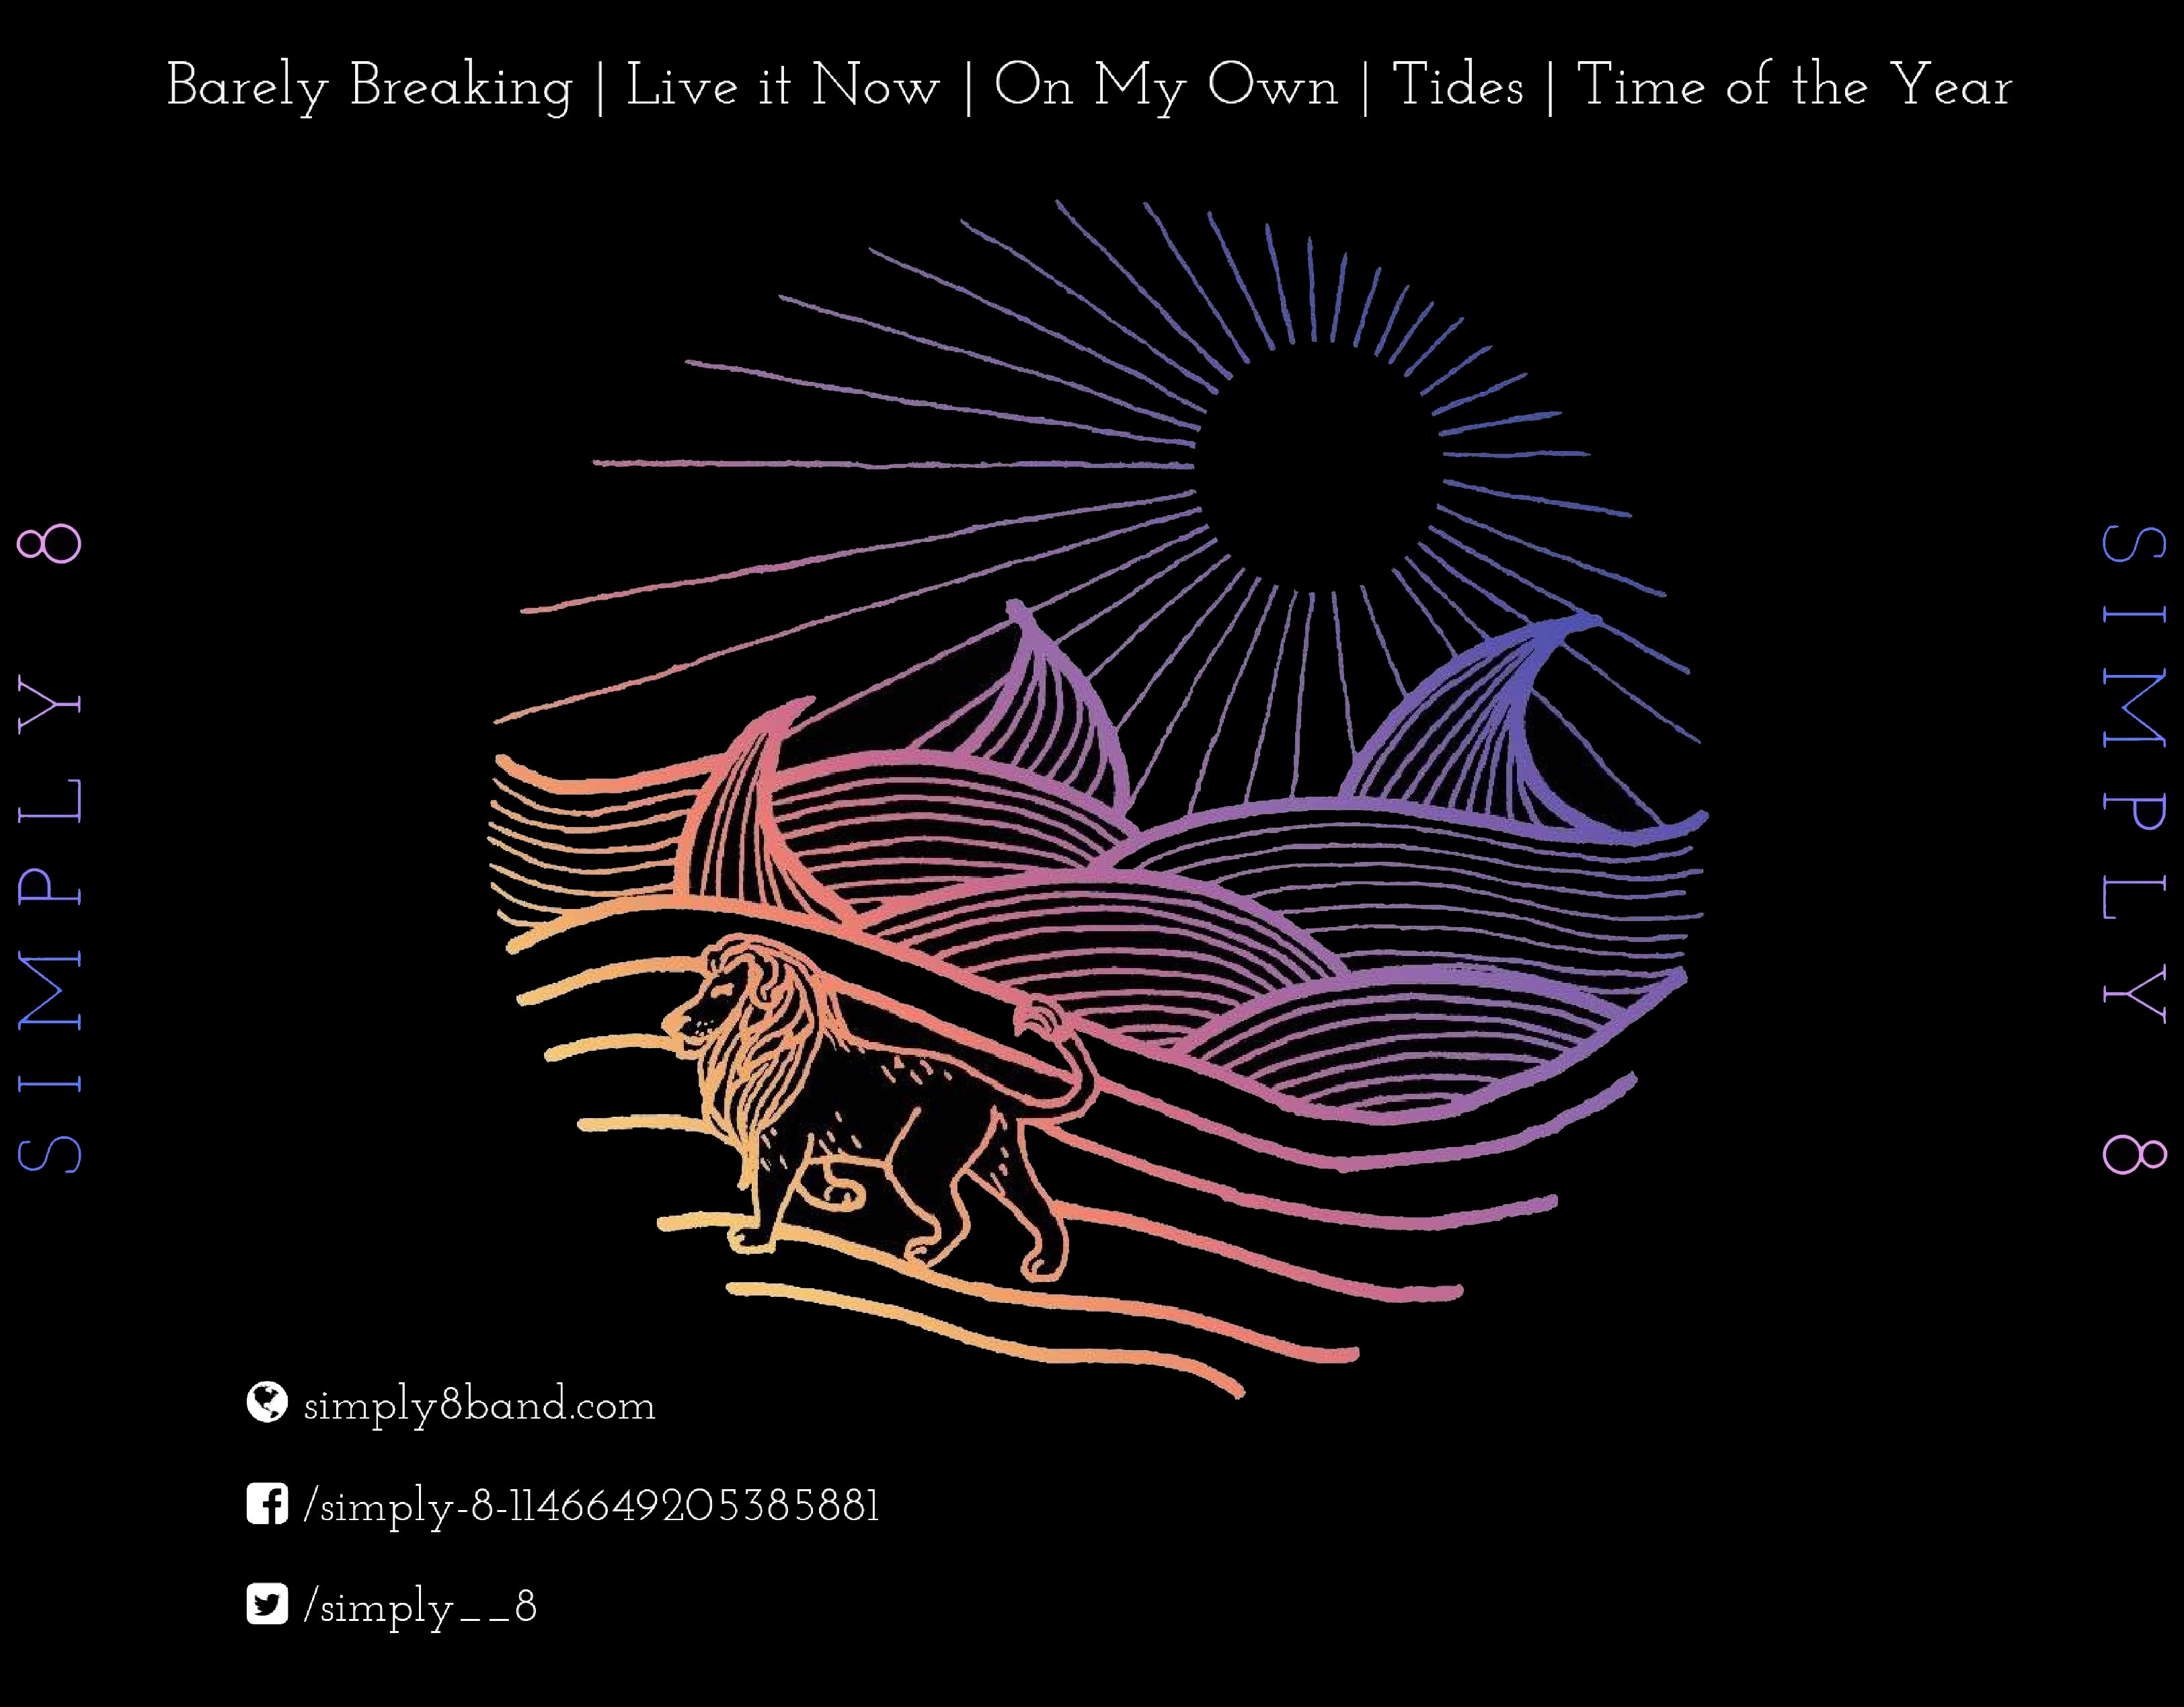 Barely Breaking | Live it Now | On My Own | Tides | Time of the Year
SIMPLY 8
SIMPLY 8
simply8band.com
/simply-8-1146649205385881
/simply__8